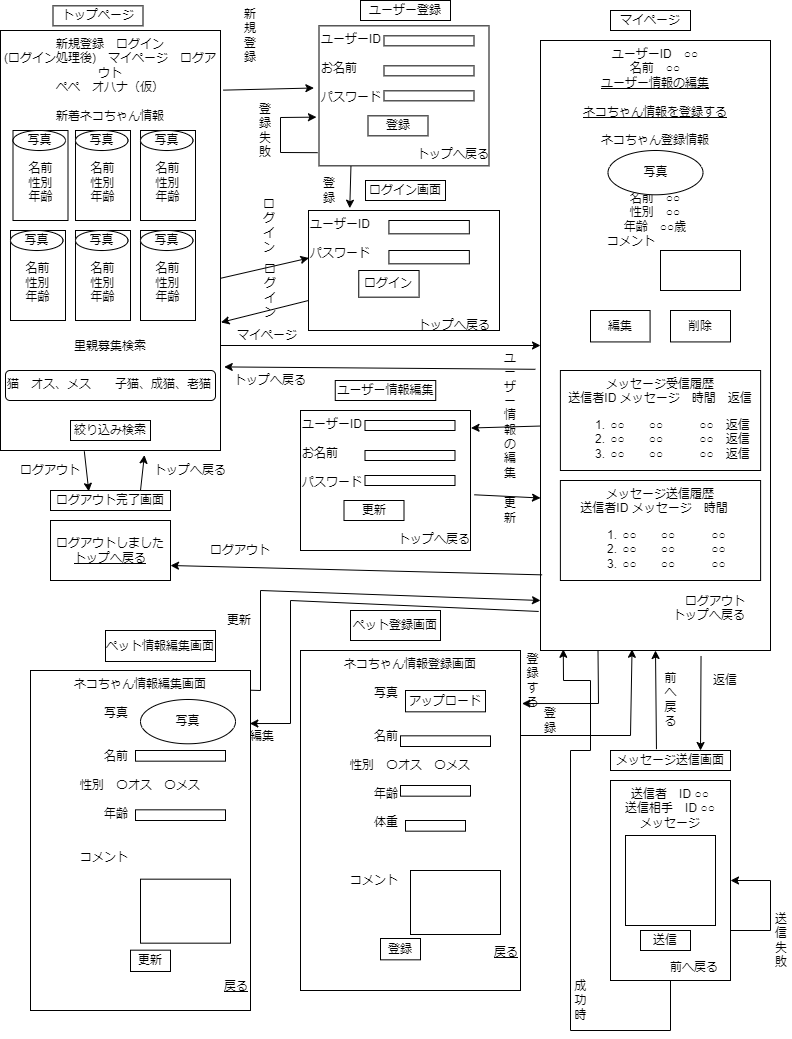 トップページ
新規登録　ログイン
(ログイン処理後)　マイページ　ログア
ウト
ペペ　オハナ（仮）
新着ネコちゃん情報
写真
名前
性別
年齢
写真
名前
性別
年齢
写真
名前
性別
年齢
写真
名前
性別
年齢
写真
名前
性別
年齢
写真
名前
性別
年齢
里親募集検索
猫　オス、メス　　子猫、成猫、老猫
絞り込み検索
新規登録
ユーザー登録
ユーザーID
お名前
パスワード
登録
トップへ戻る
登録失敗
登録
ログイン画面
ユーザーID
パスワード
ログイン
トップへ戻る
ログイン
ログイン
マイページ
トップへ戻る
ユーザー情報編集
ユーザーID
お名前
パスワード
更新
トップへ戻る
ユーザー情報の編集
更新
ログアウト
トップへ戻る
ログアウト完了画面
ログアウトしました
トップへ戻る
ログアウト
マイページ
ユーザーID　○○
名前　○○
ユーザー情報の編集
ネコちゃん情報を登録する
ネコちゃん登録情報
写真
名前　○○
性別　○○
年齢　○○歳
コメント
編集
削除
メッセージ受信履歴
送信者ID メッセージ　時間　返信
1. ○○　　○○　　　○○　返信
2. ○○　　○○　　　○○　返信
3. ○○　　○○　　　○○　返信
メッセージ送信履歴
送信者ID メッセージ　時間
1. ○○　　○○　　　○○
2. ○○　　○○　　　○○
3. ○○　　○○　　　○○
ログアウト
トップへ戻る
更新
ペット情報編集画面
ネコちゃん情報編集画面
写真
写真
名前
性別　〇オス　〇メス
年齢
コメント
更新
戻る
編集
ペット登録画面
ネコちゃん情報登録画面
写真
アップロード
名前
性別　〇オス　〇メス
年齢
体重
コメント
登録
戻る
登録する
登録
前へ戻る
返信
メッセージ送信画面
送信者　ID ○○
送信相手　ID ○○
メッセージ
送信
前へ戻る
送信失敗
成功時